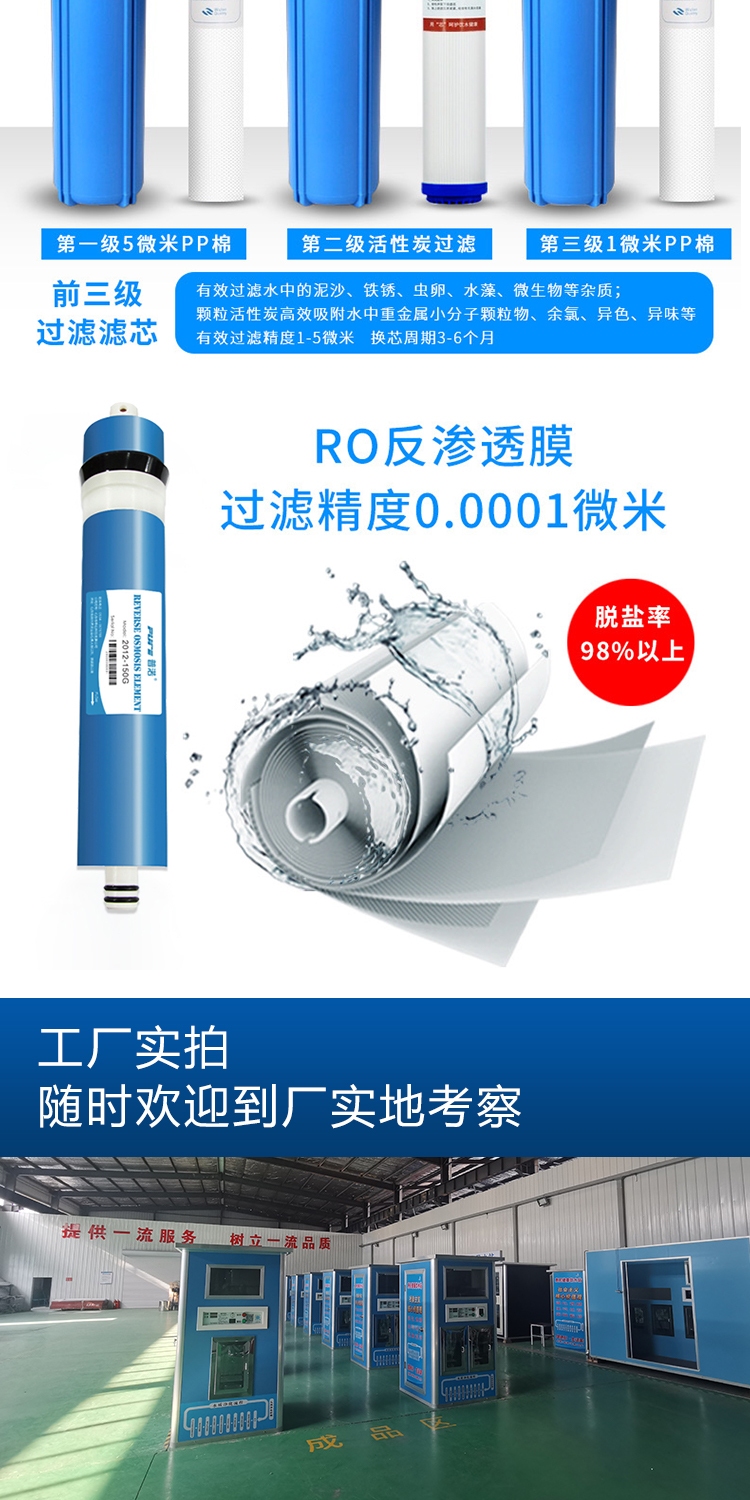 第一级5微米PP棉
第二级活性炭过滤
第三级1微米PP棉
前三级
过滤滤芯
有效过滤水中的泥沙、铁锈、虫卵、水藻、微生物等杂质；
颗粒活性炭高效吸附水中重金属小分子颗粒物、余氯、异色、异味等
有效过滤精度1-5微米 换芯周期3-6个月
RO反渗透膜
过滤精度0.0001微米
脱盐率
98%以上
REVERSE OSMOSIS ELEMENT
Model: 2012-150G
Serial No.
工厂实拍
随时欢迎到厂实地考察
提供一流服务 树立一流品质
成品区